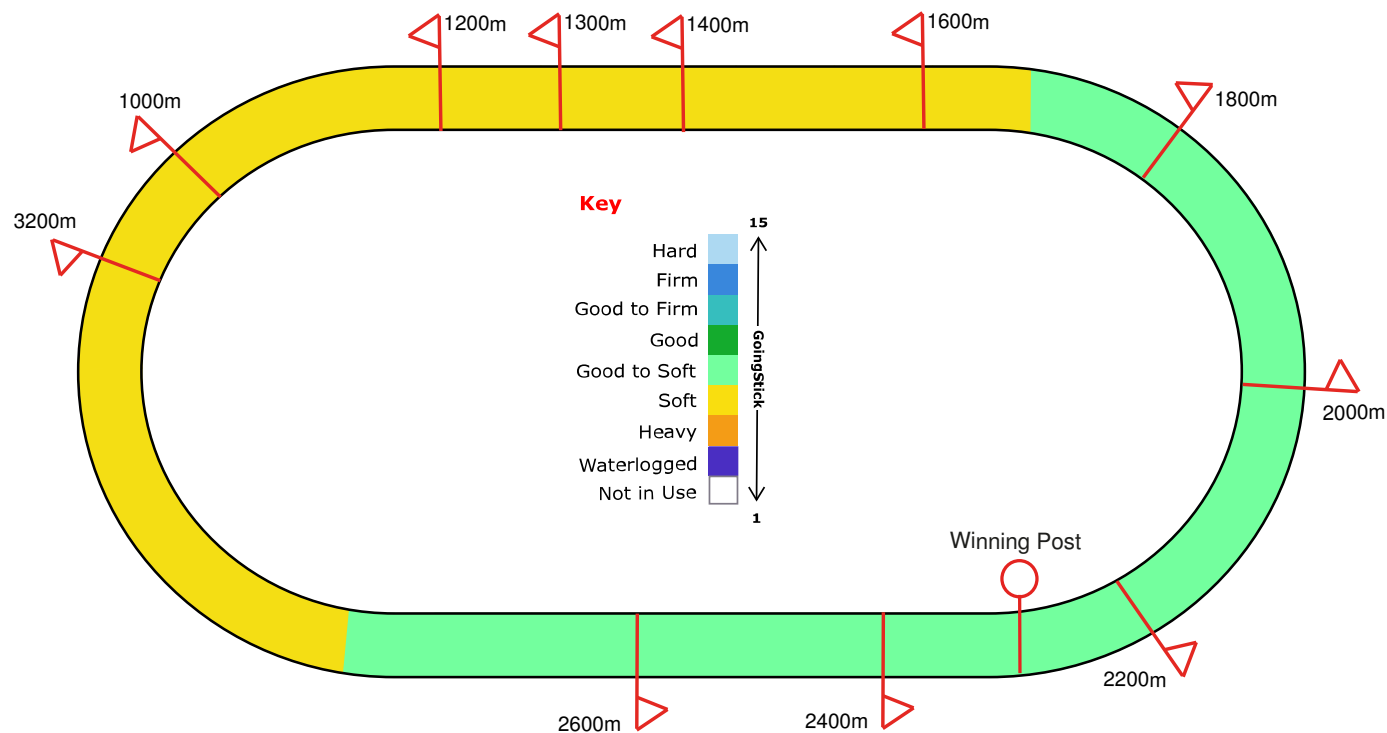 1200m
1300m
1400m
1600m
1000m
1800m
3200m
Key
15
Hard
Firm
Good to Firm
Good
GoingStick
Good to Soft
Soft
2000m
Heavy
Waterlogged
Not in Use
1
Winning Post
2200m
2600m
2400m